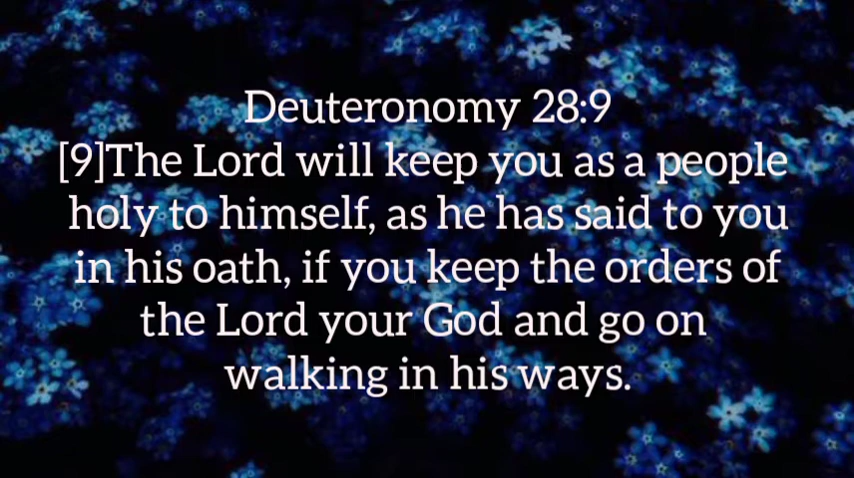 Deuteronomy 28:9
[9]The Lord will keep you as a people
holy to himself, as he has said to you
in his oath, if you keep the orders of
the Lord your God and go on
walking in his ways.